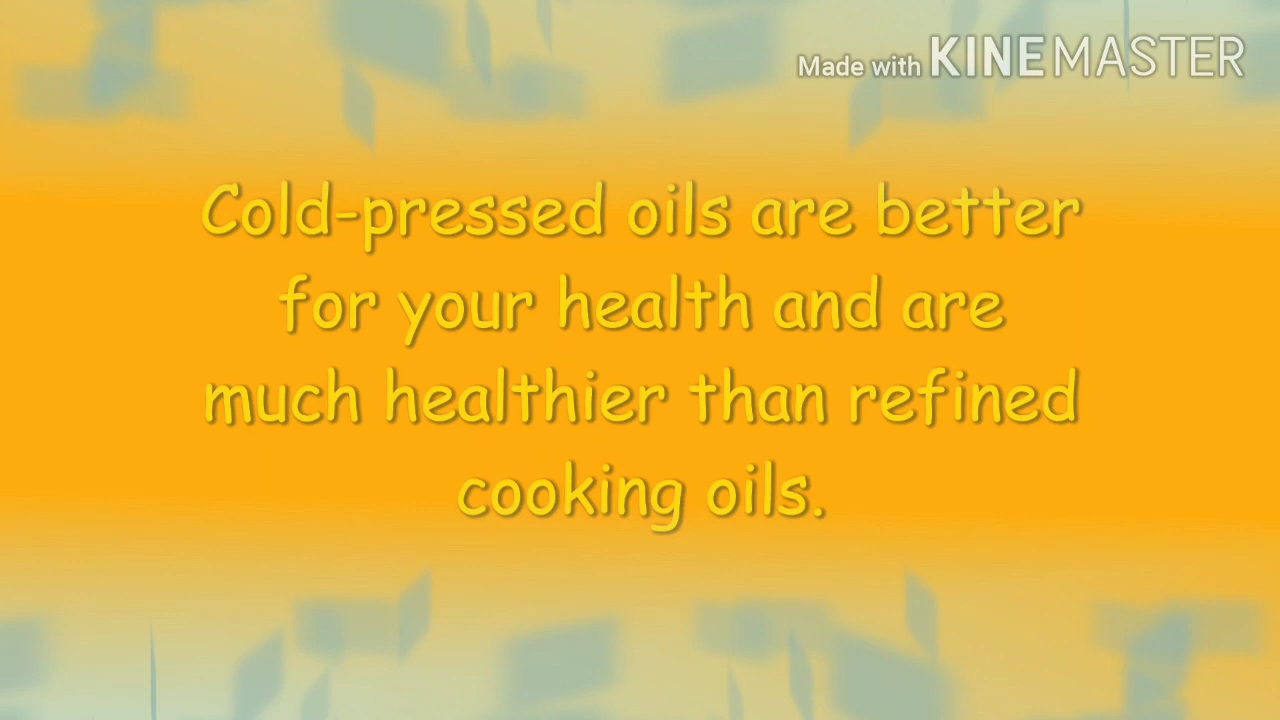 Made with KINEMASTER
Cold-pressed oils are better
for your health and are
much healthier than refined
cooking oils.